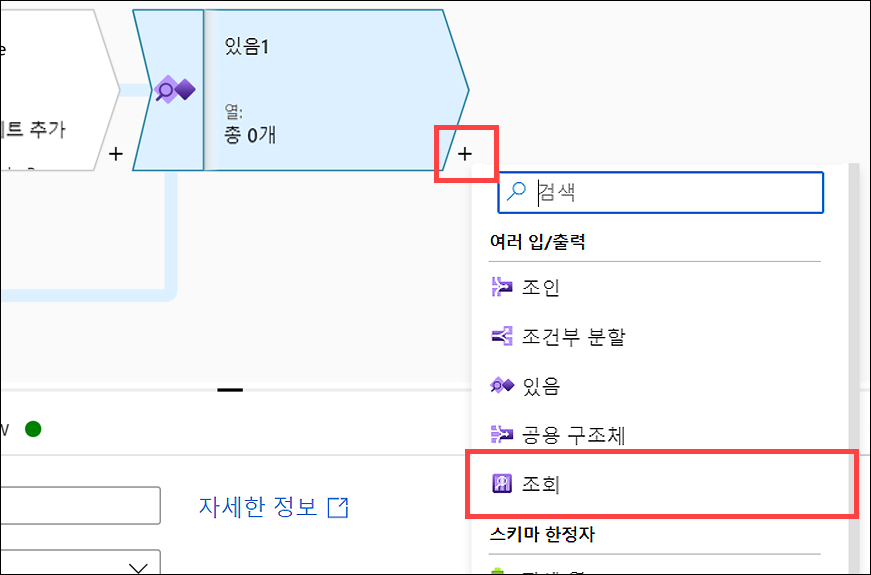 있음1
열:
총 0개
이트 추가
+
+
검색
여러 입/출력
조인
조건부 분할
있음
공용 구조체
조회
자세한 정보
스키마 한정자